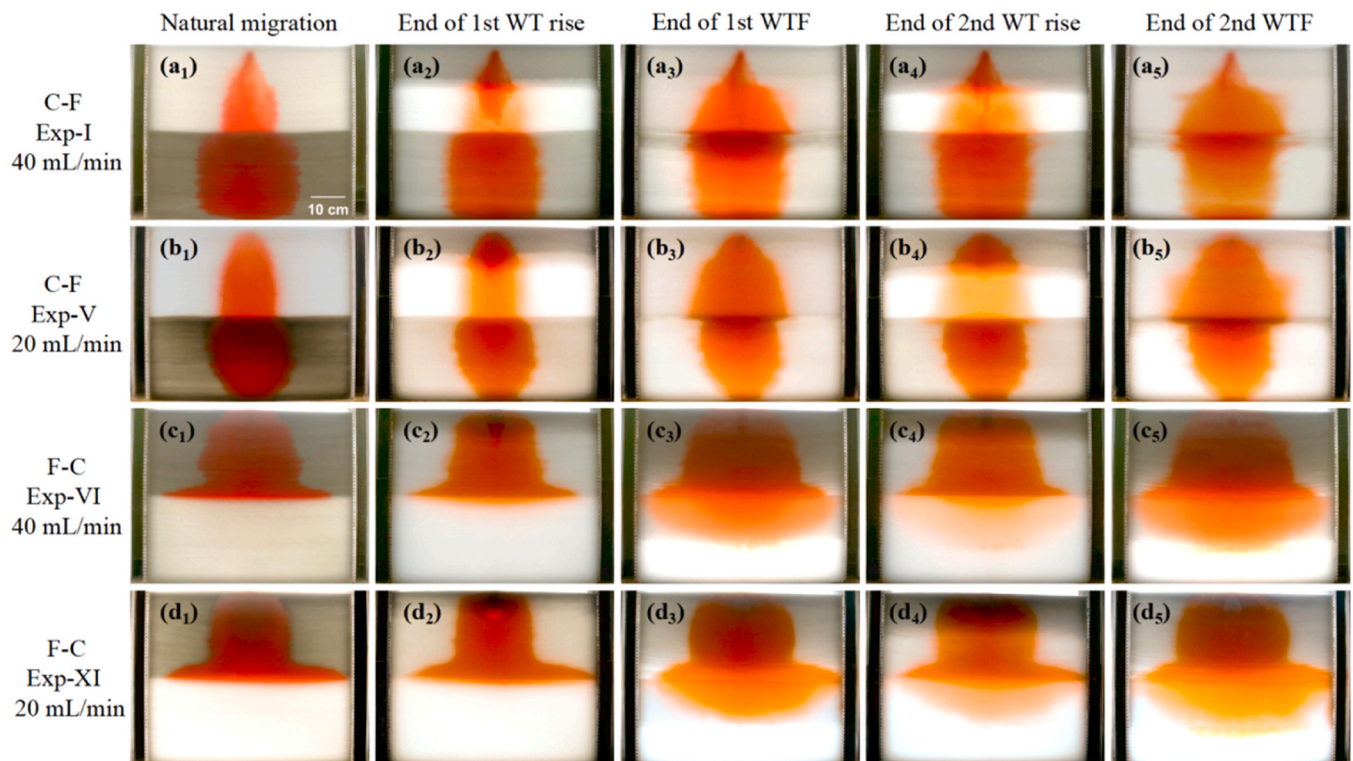 Natural migration
End of 1st WT rise
End of 1st WTF
End of 2nd WT rise
End of 2nd WTF
C-F
Exp-I
40 mL/min
(a1)
(a2)
(a3)
(a4)
(a5)
10 cm
C-F
Exp-V
20 mL/min
(b1)
(b2)
(b3)
(b4)
(b5)
F-C
Exp-VI
40 mL/min
(c1)
(c2)
(c3)
(c4)
(c5)
F-C
Exp-XI
20 mL/min
(d1)
(d2)
(d3)
(d4)
(d5)